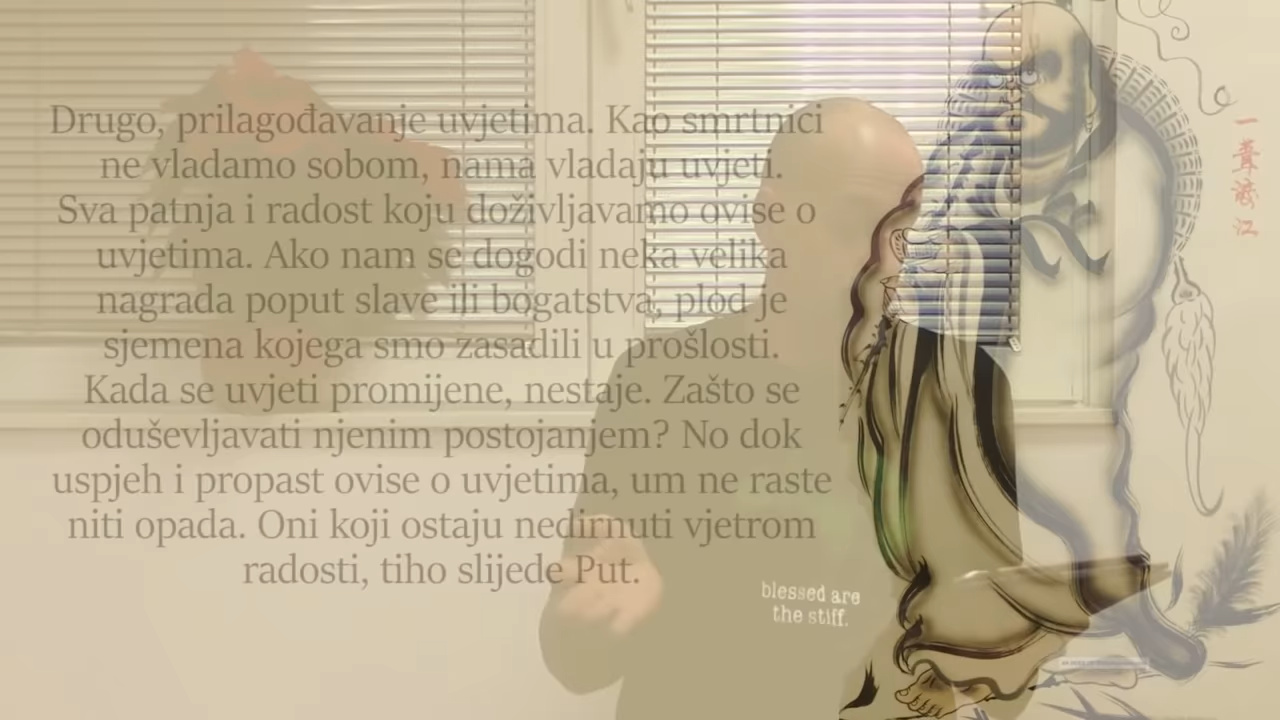 Drugo, prilagođavanje uvjetima. Kao smrtnici
ne vladamo sobom, nama vladaju uvjeti.
Sva patnja i radost koju doživljavamo ovise o
uvjetima. Ako nam se dogodi neka velika
nagrada poput slave ili bogatstva, plod je
sjemena kojega smo zasadili u prošlosti.
Kada se uvjeti promijene, nestaje. Zašto se
oduševljavati njenim postojanjem? No dok
uspjeh i propast ovise o uvjetima, um ne raste
niti opada. Oni koji ostaju nedirnuti vjetrom
radosti, tiho slijede Put.
blessed are
the stiff.
一
葦
江